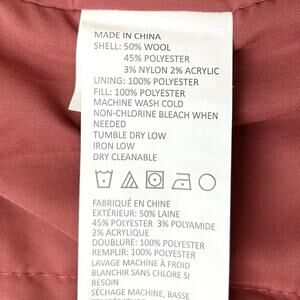 MADE IN CHINA
SHELL: 50% WOOL
45% POLYESTER
3% NYLON 2% ACRYLIC
LINING: 100% POLYESTER
FILL: 100% POLYESTER
MACHINE WASH COLD
NON-CHLORINE BLEACH WHEN
NEEDED
TUMBLE DRY LOW
IRON LOW
DRY CLEANABLE
FABRIQUÉ EN CHINE
EXTÉRIEUR: 50% LAINE
45% POLYESTER 3% POLYAMIDE
2% ACRYLIQUE
DOUBLURE: 100% POLYESTER
REMPLIR: 100% POLYESTER
LAVAGE MACHINE À FROID
BLANCHIR SANS CHLORE SI
BESOIN
SÉCHAGE MACHINE, BASSE